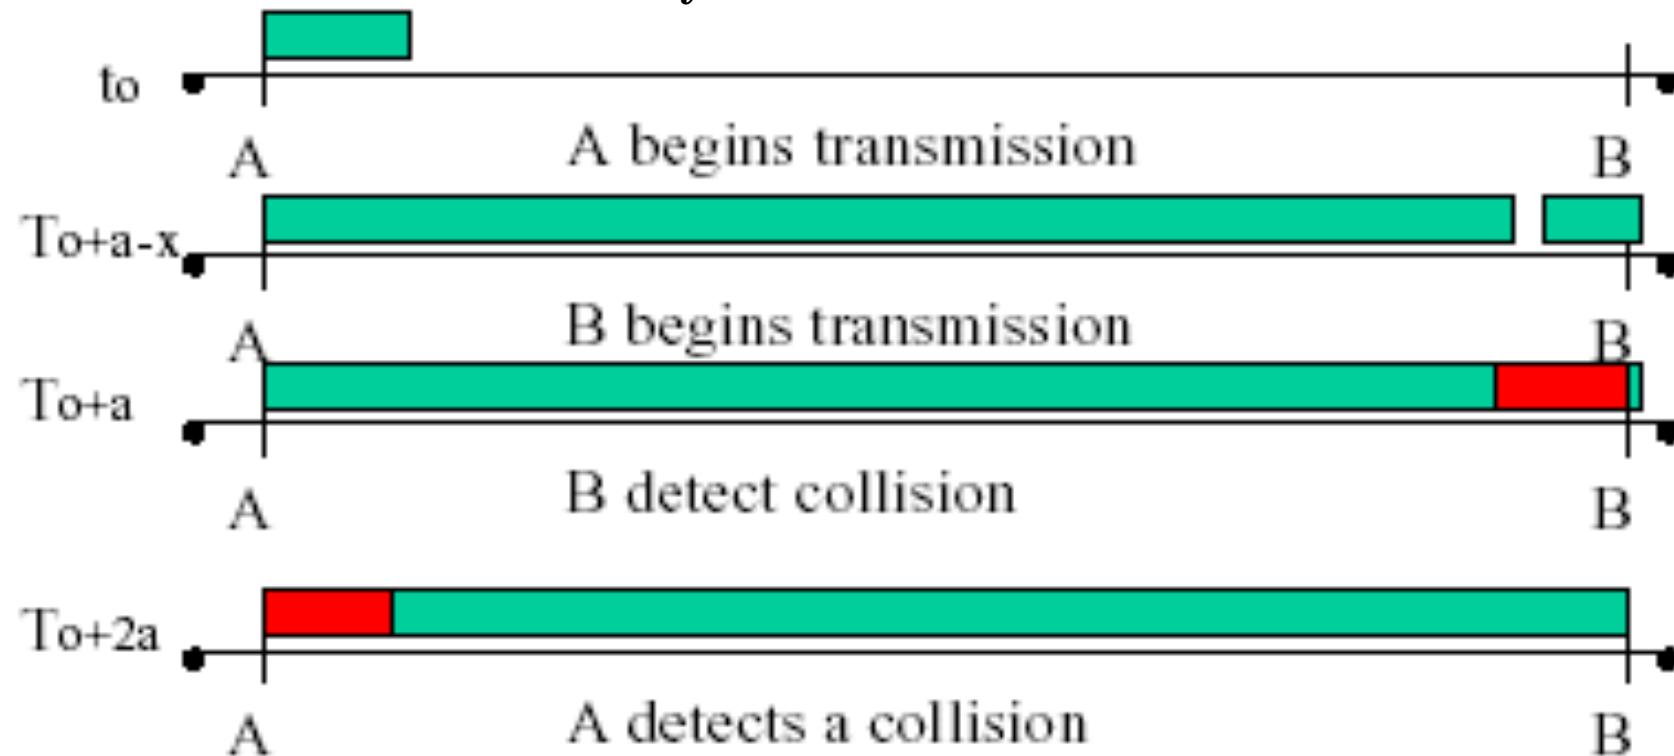 to
A A begins transmission B
To+a-x
A B begins transmission B
To+a
A B detect collision B
To+2a
A A detects a collision B